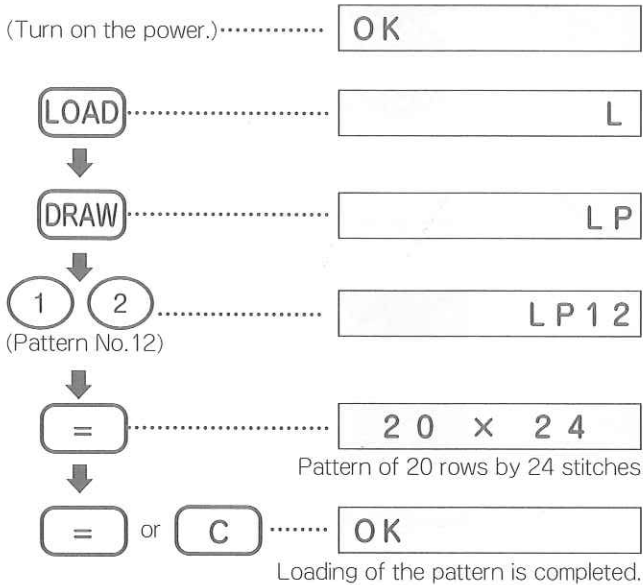 (Turn on the power.) OK
LOAD L
DRAW LP
1 2 LP12
(Pattern No.12)
= 20 × 24
Pattern of 20 rows by 24 stitches
= or C OK
Loading of the pattern is completed.